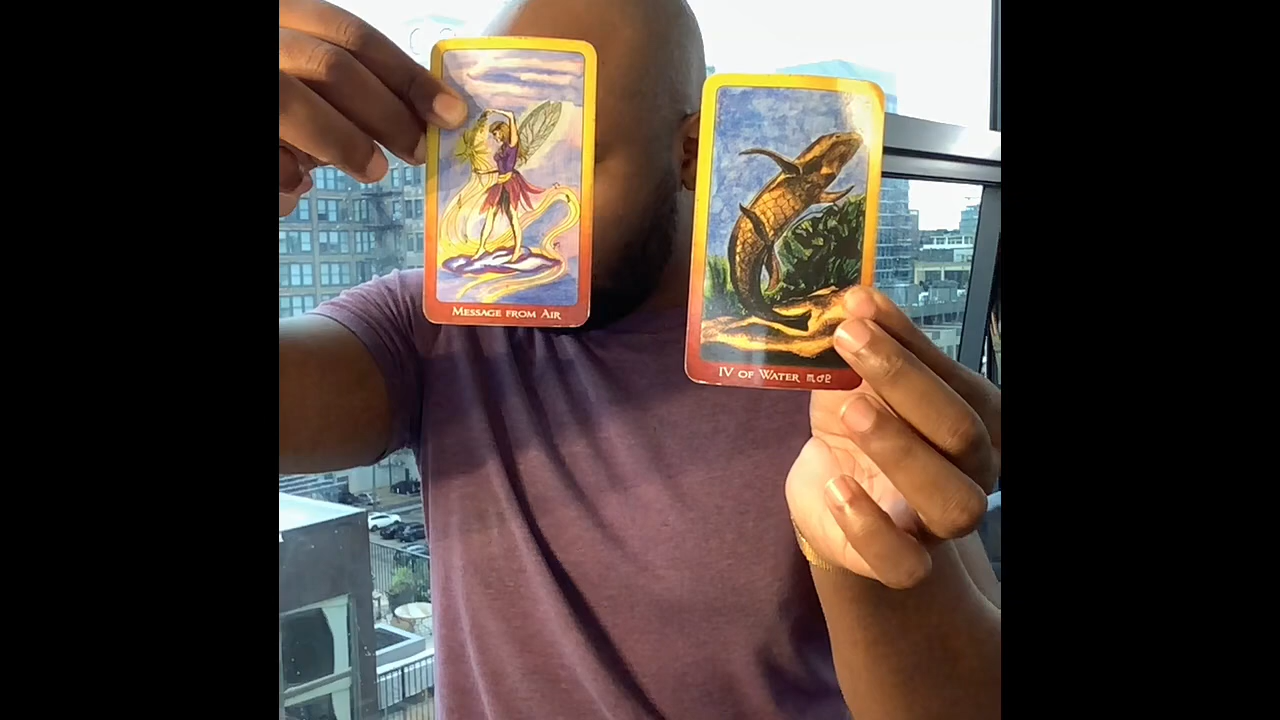 MESSAGE FROM AIR
IV OF WATER ♏♂♇